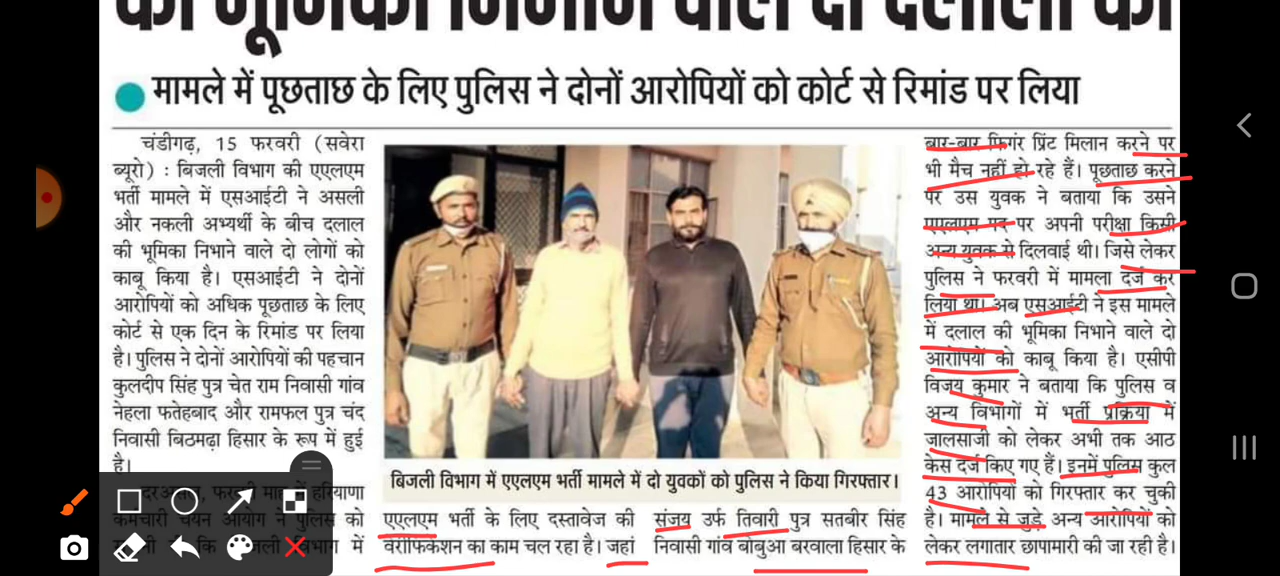 की भूमिका निभाने वाले दो दलालों को
मामले में पूछताछ के लिए पुलिस ने दोनों आरोपियों को कोर्ट से रिमांड पर लिया
चंडीगढ़, 15 फरवरी (सवेरा
ब्यूरो) : बिजली विभाग की एएलएम
भर्ती मामले में एसआईटी ने असली
और नकली अभ्यर्थी के बीच दलाल
की भूमिका निभाने वाले दो लोगों को
काबू किया है। एसआईटी ने दोनों
आरोपियों को अधिक पूछताछ के लिए
कोर्ट से एक दिन के रिमांड पर लिया
है। पुलिस ने दोनों आरोपियों की पहचान
कुलदीप सिंह पुत्र चेत राम निवासी गांव
नेहला फतेहबाद और रामफल पुत्र चंद
निवासी बिठमढ़ा हिसार के रूप में हुई
है।
दरअसल, फरवरी माह में हरियाणा
कर्मचारी चयन आयोग ने पुलिस को
कि बिजली विभाग में
बिजली विभाग में एएलएम भर्ती मामले में दो युवकों को पुलिस ने किया गिरफ्तार।
एएलएम भर्ती के लिए दस्तावेज की
वेरीफिकेशन का काम चल रहा है। जहां
संजय उर्फ तिवारी पुत्र सतबीर सिंह
निवासी गांव बोबुआ बरवाला हिसार के
बार-बार फिगंर प्रिंट मिलान करने पर
भी मैच नहीं हो रहे हैं। पूछताछ करने
पर उस युवक ने बताया कि उसने
एएलएम पद पर अपनी परीक्षा किसी
अन्य युवक से दिलवाई थी। जिसे लेकर
पुलिस ने फरवरी में मामला दर्ज कर
लिया था। अब एसआईटी ने इस मामले
में दलाल की भूमिका निभाने वाले दो
आरोपियों को काबू किया है। एसीपी
विजय कुमार ने बताया कि पुलिस व
अन्य विभागों में भर्ती प्रक्रिया में
जालसाजी को लेकर अभी तक आठ
केस दर्ज किए गए हैं। इनमें पुलिस कुल
43 आरोपियों को गिरफ्तार कर चुकी
है। मामले से जुड़े अन्य आरोपियों को
लेकर लगातार छापामारी की जा रही है।